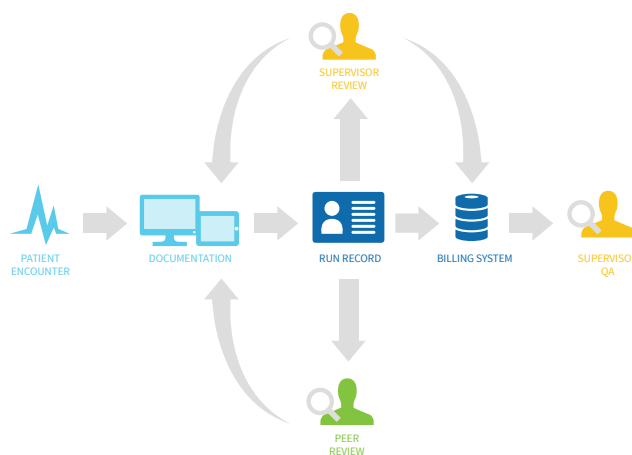 SUPERVISOR
REVIEW
PATIENT
ENCOUNTER
DOCUMENTATION
RUN RECORD
BILLING SYSTEM
SUPERVISO
QA
PEER
REVIEW